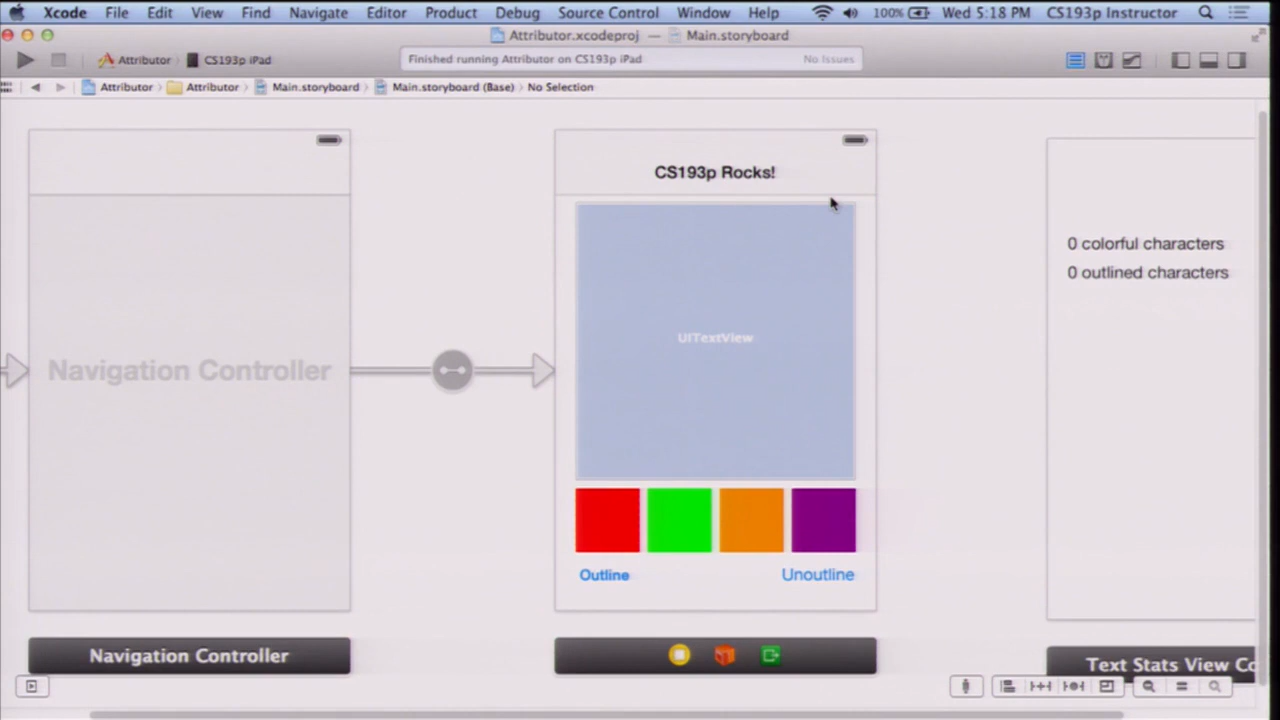 Xcode File Edit View Find Navigate Editor Product Debug Source Control Window Help 100% Wed 5:18 PM CS193p Instructor
Attributor.xcodeproj — Main.storyboard
Attributor CS193p iPad Finished running Attributor on CS193p iPad No Issues
Attributor Attributor Main.storyboard Main.storyboard (Base) No Selection
CS193p Rocks!
0 colorful characters
0 outlined characters
UITextView
Navigation Controller
Outline Unoutline
Navigation Controller
Text Stats View Co